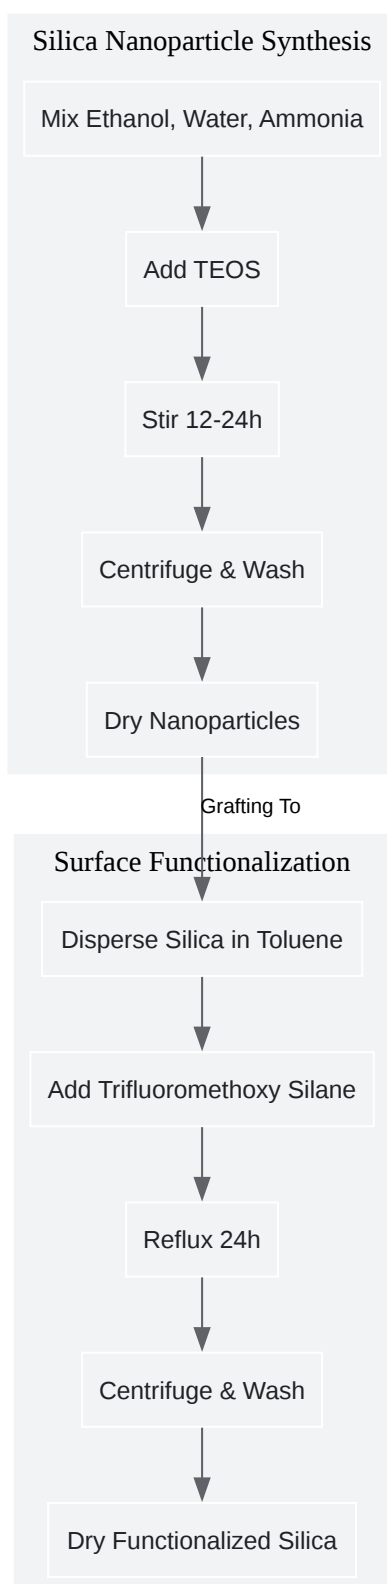 Silica Nanoparticle Synthesis
Mix Ethanol, Water, Ammonia
Add TEOS
Stir 12-24h
Centrifuge & Wash
Dry Nanoparticles
Grafting To
Surface Functionalization
Disperse Silica in Toluene
Add Trifluoromethoxy Silane
Reflux 24h
Centrifuge & Wash
Dry Functionalized Silica